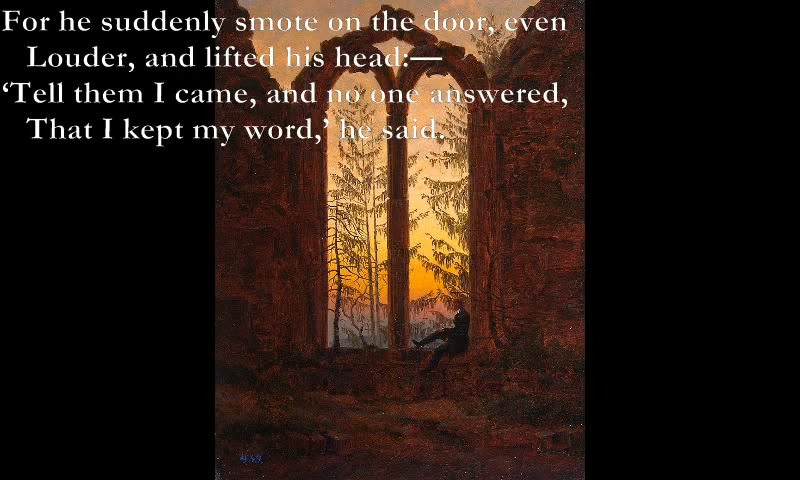 For he suddenly smote on the door, even
Louder, and lifted his head:—
‘Tell them I came, and no one answered,
That I kept my word,’ he said.